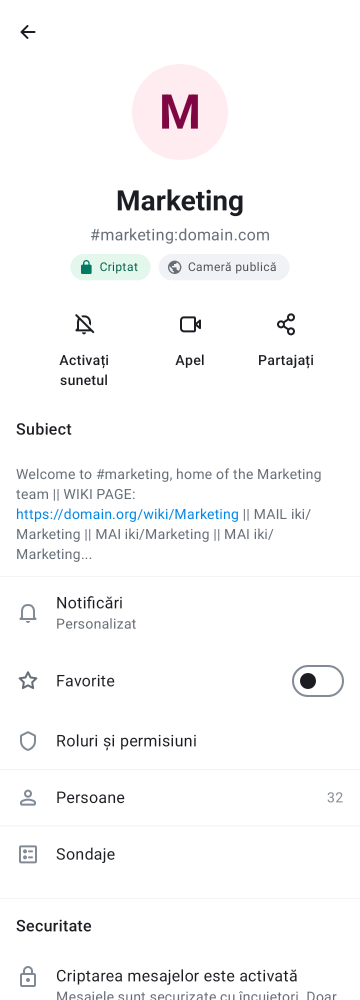 M
Marketing
#marketing:domain.com
Criptat
Cameră publică
Activați
sunetul
Apel
Partajați
Subiect
Welcome to #marketing, home of the Marketing
team || WIKI PAGE:
https://domain.org/wiki/Marketing || MAIL iki/
Marketing || MAI iki/Marketing || MAI iki/
Marketing...
Notificări
Personalizat
Favorite
Roluri și permisiuni
Persoane
32
Sondaje
Securitate
Criptarea mesajelor este activată
Mesajele sunt securizate cu încuietori. Doar